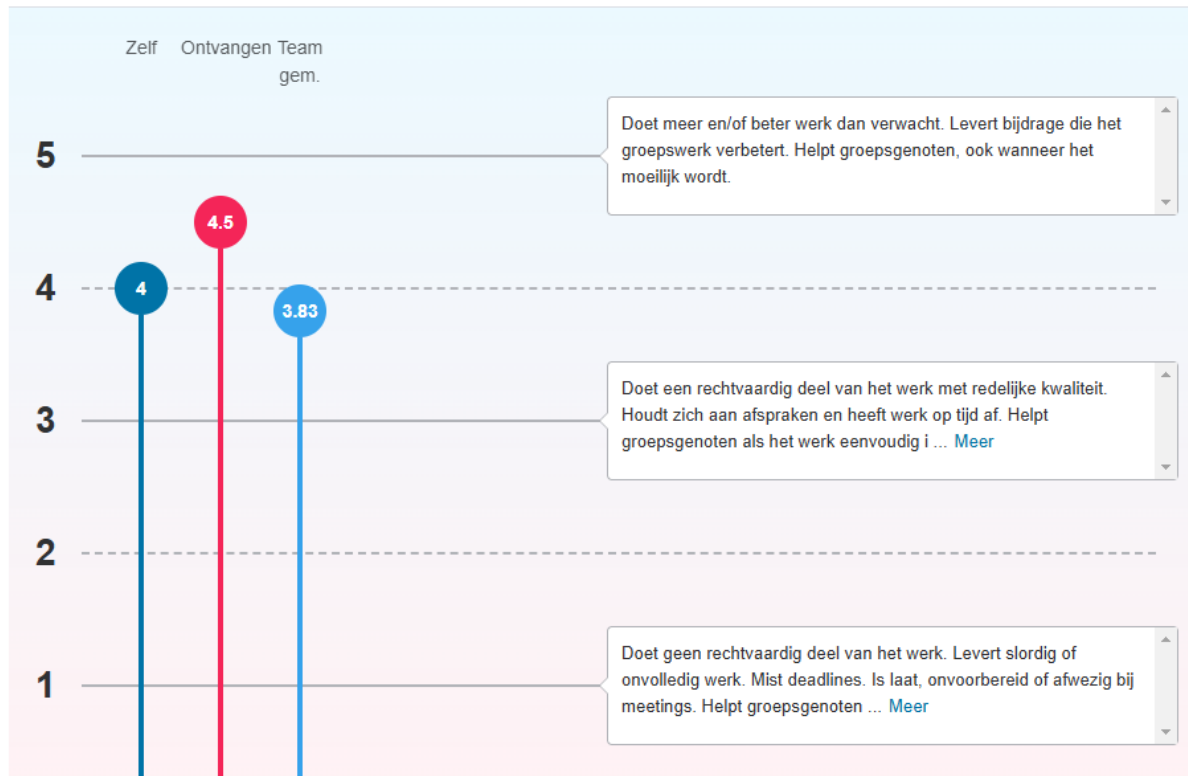 Zelf Ontvangen Team
gem.
5
Doet meer en/of beter werk dan verwacht. Levert bijdrage die het
groepswerk verbetert. Helpt groepsgenoten, ook wanneer het
moeilijk wordt.
4.5
4
4
3.83
3
Doet een rechtvaardig deel van het werk met redelijke kwaliteit.
Houdt zich aan afspraken en heeft werk op tijd af. Helpt
groepsgenoten als het werk eenvoudig i ... Meer
2
1
Doet geen rechtvaardig deel van het werk. Levert slordig of
onvolledig werk. Mist deadlines. Is laat, onvoorbereid of afwezig bij
meetings. Helpt groepsgenoten ... Meer